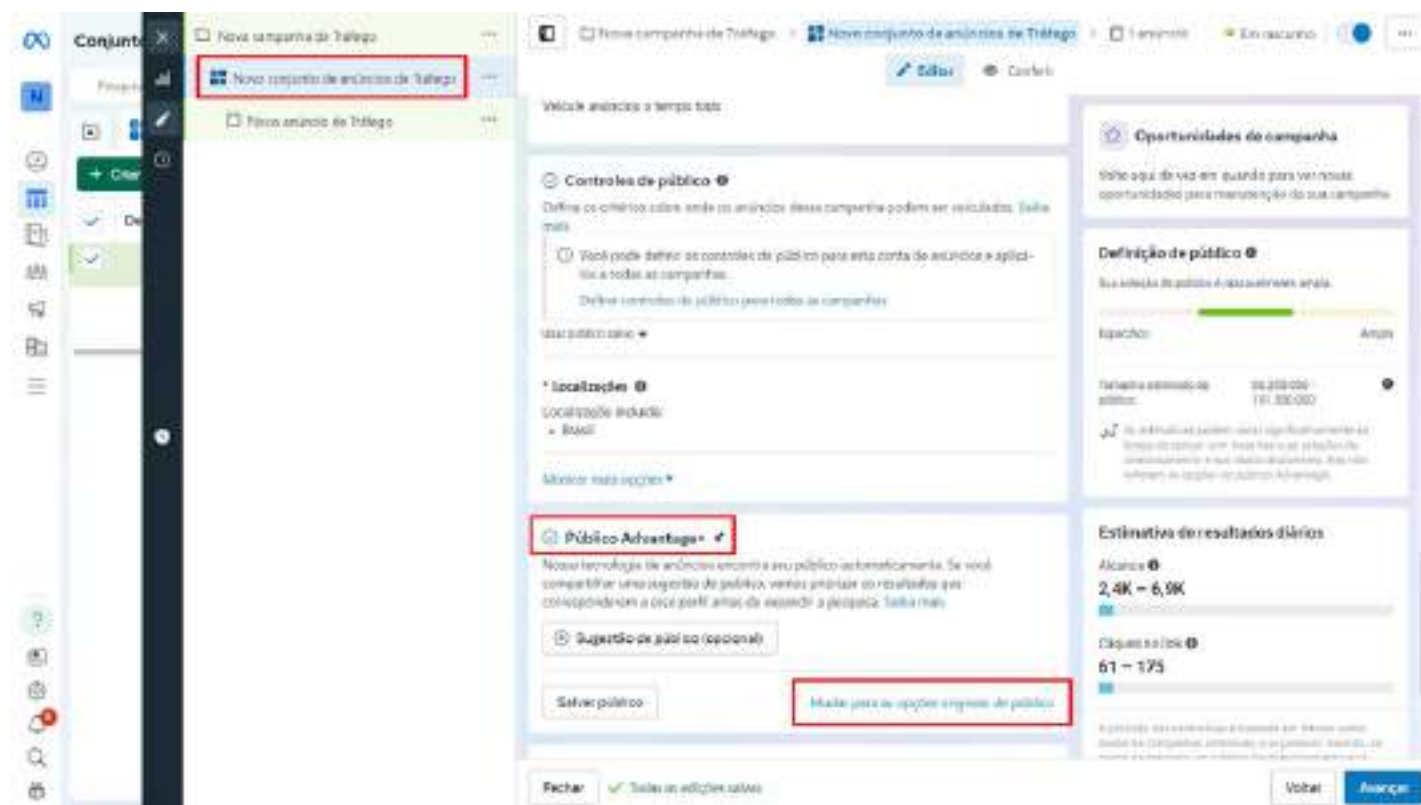 Conjunto
N
+ Criar
Nova campanha de Tráfego
Novo conjunto de anúncios de Tráfego
Novo anúncio de Tráfego
Nova campanha de Tráfego
Novo conjunto de anúncios de Tráfego
1 anúncio
Em rascunho
Editar
Conferir
Veicule anúncios o tempo todo
Controles de público
Defina os critérios sobre onde os anúncios dessa campanha podem ser veiculados. Saiba
mais
Você pode definir os controles de público para esta conta de anúncios e aplicá-
los a todas as campanhas.
Definir controles de público para todas as campanhas
Usar público salvo
* Localizações
Localização incluída:
Brasil
Mostrar mais opções
Público Advantage+
Nossa tecnologia de anúncios encontra seu público automaticamente. Se você
compartilhar uma sugestão de público, vamos priorizar os resultados que
correspondem a esse perfil antes de expandir a pesquisa. Saiba mais
Sugestão de público (opcional)
Salvar público
Mudar para as opções originais de público
Fechar
Todas as edições salvas
Oportunidades de campanha
Volte aqui de vez em quando para ver novas
oportunidades para manutenção da sua campanha
Definição de público
Sua seleção de público é razoavelmente ampla.
Específico
Amplo
Tamanho estimado do
público:
Estimativa de resultados diários
Alcance
2,4K – 6,9K
Cliques no link
61 – 175
Voltar
Avançar